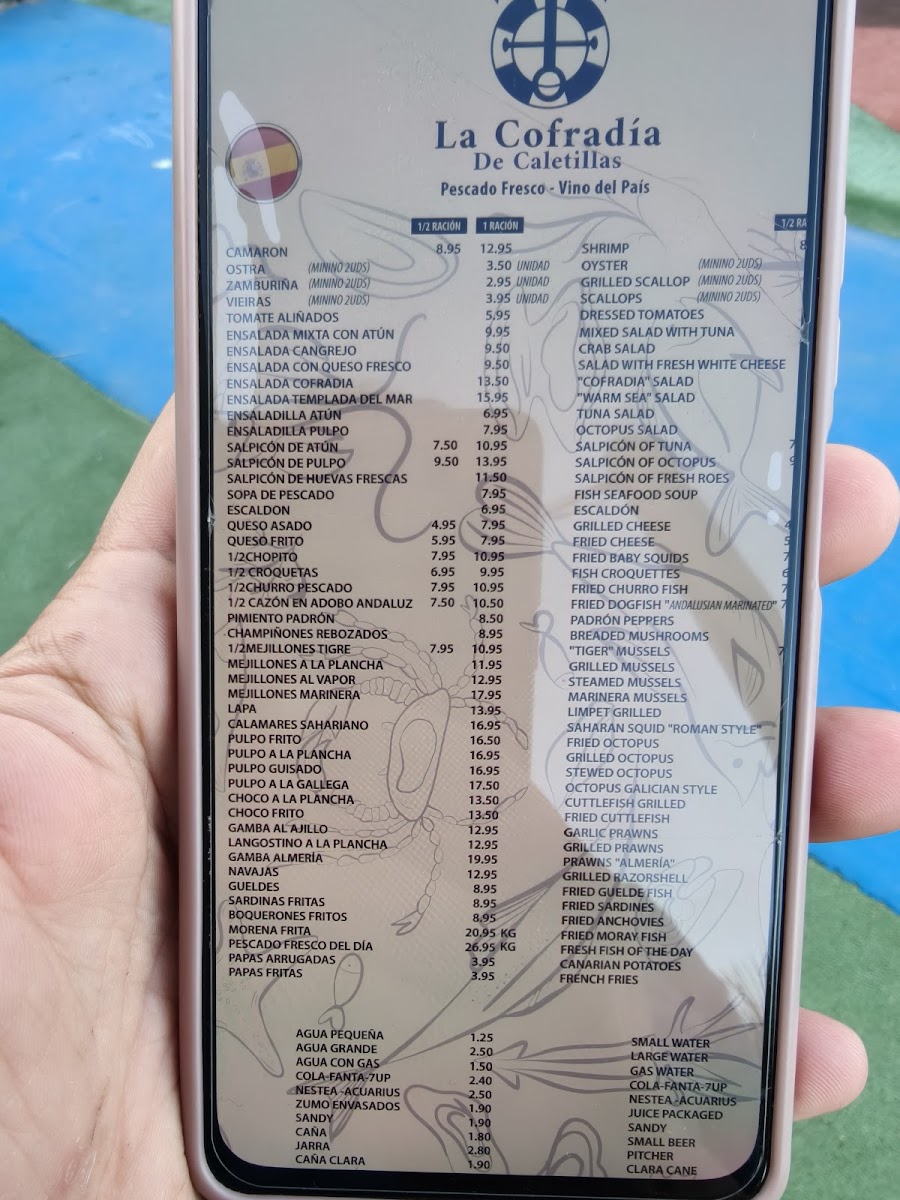 La Cofradía
De Caletillas
Pescado Fresco - Vino del País
1/2 RACIÓN 1 RACIÓN 1/2 RA
CAMARON 8.95 12.95 SHRIMP 8
OSTRA (MININO 2UDS) 3.50 UNIDAD OYSTER (MININO 2UDS)
ZAMBURIÑA (MININO 2UDS) 2.95 UNIDAD GRILLED SCALLOP (MININO 2UDS)
VIEIRAS (MININO 2UDS) 3.95 UNIDAD SCALLOPS (MININO 2UDS)
TOMATE ALIÑADOS 5,95 DRESSED TOMATOES
ENSALADA MIXTA CON ATÚN 9.95 MIXED SALAD WITH TUNA
ENSALADA CANGREJO 9.50 CRAB SALAD
ENSALADA CON QUESO FRESCO 9.50 SALAD WITH FRESH WHITE CHEESE
ENSALADA COFRADIA 13.50 "COFRADIA" SALAD
ENSALADA TEMPLADA DEL MAR 15.95 "WARM SEA" SALAD
ENSALADILLA ATÚN 6.95 TUNA SALAD
ENSALADILLA PULPO 7.95 OCTOPUS SALAD
SALPICÓN DE ATÚN 7.50 10.95 SALPICÓN OF TUNA 7
SALPICÓN DE PULPO 9.50 13.95 SALPICÓN OF OCTOPUS 9
SALPICÓN DE HUEVAS FRESCAS 11.50 SALPICÓN OF FRESH ROES
SOPA DE PESCADO 7.95 FISH SEAFOOD SOUP
ESCALDON 6.95 ESCALDÓN
QUESO ASADO 4.95 7.95 GRILLED CHEESE 4
QUESO FRITO 5.95 7.95 FRIED CHEESE 5
1/2CHOPITO 7.95 10.95 FRIED BABY SQUIDS 7
1/2 CROQUETAS 6.95 9.95 FISH CROQUETTES 6
1/2CHURRO PESCADO 7.95 10.95 FRIED CHURRO FISH 7
1/2 CAZÓN EN ADOBO ANDALUZ 7.50 10.50 FRIED DOGFISH "ANDALUSIAN MARINATED" 7
PIMIENTO PADRÓN 8.50 PADRÓN PEPPERS
CHAMPIÑONES REBOZADOS 8.95 BREADED MUSHROOMS
1/2MEJILLONES TIGRE 7.95 10.95 "TIGER" MUSSELS 7
MEJILLONES A LA PLANCHA 11.95 GRILLED MUSSELS
MEJILLONES AL VAPOR 12.95 STEAMED MUSSELS
MEJILLONES MARINERA 17.95 MARINERA MUSSELS
LAPA 13.95 LIMPET GRILLED
CALAMARES SAHARIANO 16.95 SAHARAN SQUID "ROMAN STYLE"
PULPO FRITO 16.50 FRIED OCTOPUS
PULPO A LA PLANCHA 16.95 GRILLED OCTOPUS
PULPO GUISADO 16.95 STEWED OCTOPUS
PULPO A LA GALLEGA 17.50 OCTOPUS GALICIAN STYLE
CHOCO A LA PLANCHA 13.50 CUTTLEFISH GRILLED
CHOCO FRITO 13.50 FRIED CUTTLEFISH
GAMBA AL AJILLO 12.95 GARLIC PRAWNS
LANGOSTINO A LA PLANCHA 12.95 GRILLED PRAWNS
GAMBA ALMERÍA 19.95 PRAWNS "ALMERÍA"
NAVAJAS 12.95 GRILLED RAZORSHELL
GUELDES 8.95 FRIED GUELDE FISH
SARDINAS FRITAS 8.95 FRIED SARDINES
BOQUERONES FRITOS 8.95 FRIED ANCHOVIES
MORENA FRITA 20.95 KG FRIED MORAY FISH
PESCADO FRESCO DEL DÍA 26.95 KG FRESH FISH OF THE DAY
PAPAS ARRUGADAS 3.95 CANARIAN POTATOES
PAPAS FRITAS 3.95 FRENCH FRIES
AGUA PEQUEÑA 1.25 SMALL WATER
AGUA GRANDE 2.50 LARGE WATER
AGUA CON GAS 1.50 GAS WATER
COLA-FANTA-7UP 2.40 COLA-FANTA-7UP
NESTEA -ACUARIUS 2.50 NESTEA -ACUARIUS
ZUMO ENVASADOS 1.90 JUICE PACKAGED
SANDY 1,90 SANDY
CAÑA 1.80 SMALL BEER
JARRA 2.80 PITCHER
CAÑA CLARA 1.90 CLARA CANE